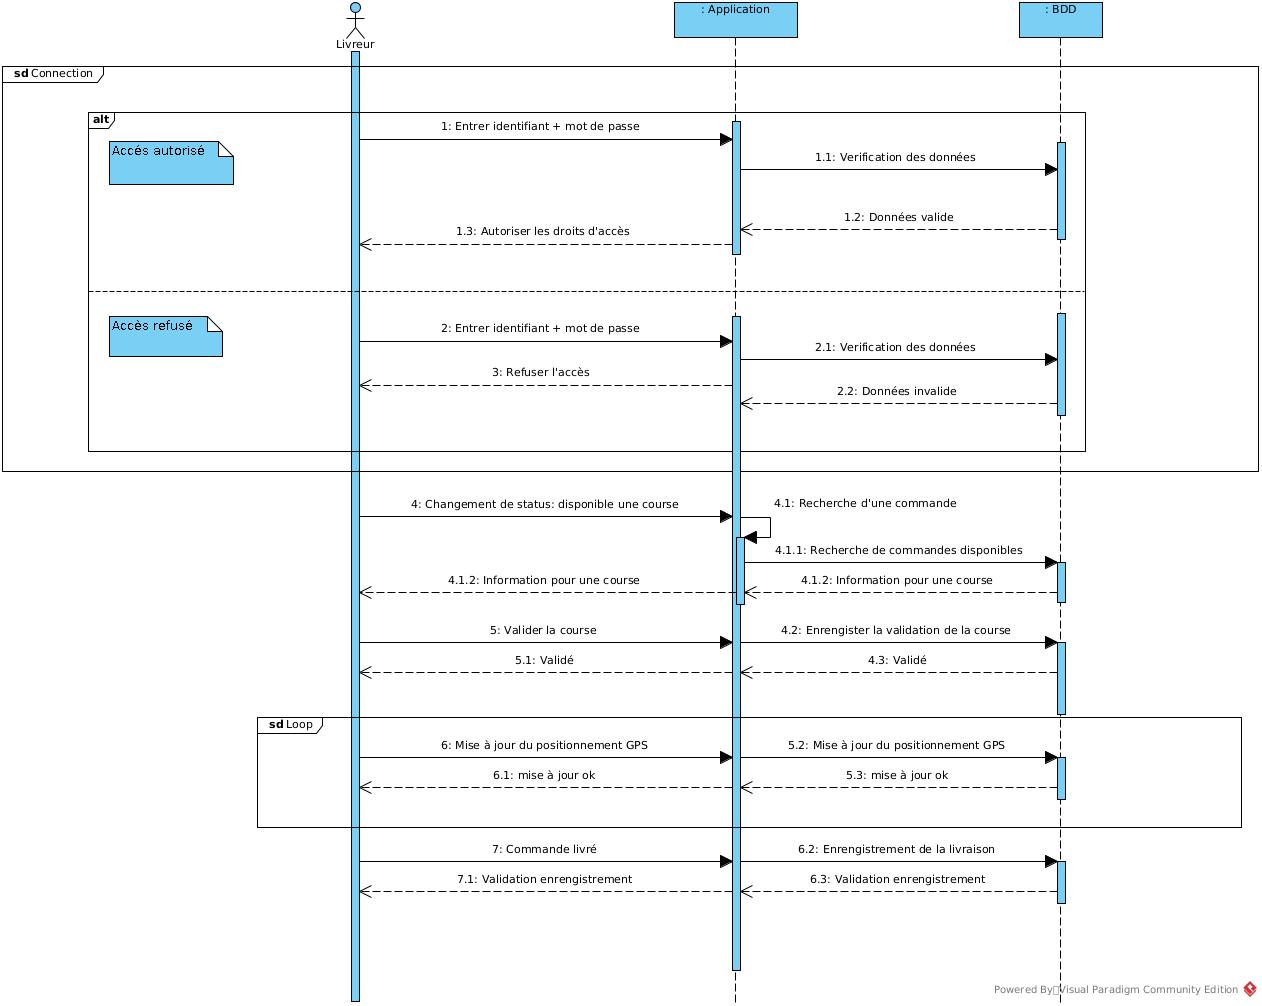 Livreur
: Application
: BDD
sd Connection
alt
1: Entrer identifiant + mot de passe
Accés autorisé
1.1: Verification des données
1.2: Données valide
1.3: Autoriser les droits d'accès
Accès refusé
2: Entrer identifiant + mot de passe
2.1: Verification des données
3: Refuser l'accès
2.2: Données invalide
4: Changement de status: disponible une course
4.1: Recherche d'une commande
4.1.1: Recherche de commandes disponibles
4.1.2: Information pour une course
4.1.2: Information pour une course
5: Valider la course
4.2: Enrengister la validation de la course
5.1: Validé
4.3: Validé
sd Loop
6: Mise à jour du positionnement GPS
5.2: Mise à jour du positionnement GPS
6.1: mise à jour ok
5.3: mise à jour ok
7: Commande livré
6.2: Enrengistrement de la livraison
7.1: Validation enrengistrement
6.3: Validation enrengistrement
Powered By Visual Paradigm Community Edition